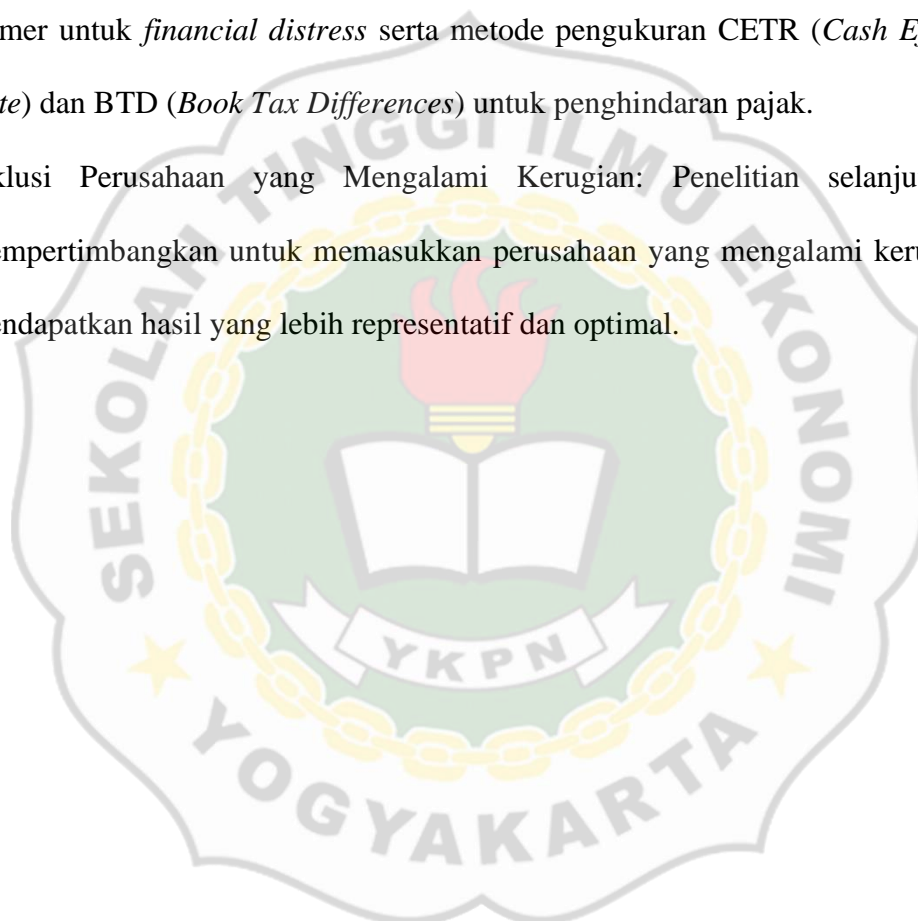 mer untuk financial distress serta metode pengukuran CETR (Cash
te) dan BTD (Book Tax Differences) untuk penghindaran pajak.
klusi Perusahaan yang Mengalami Kerugian: Penelitian selanju
empertimbangkan untuk memasukkan perusahaan yang mengalami keru
endapatkan hasil yang lebih representatif dan optimal.
SEKOLAH TINGGI ILMU EKONOMI
YKPN
YOGYAKARTA